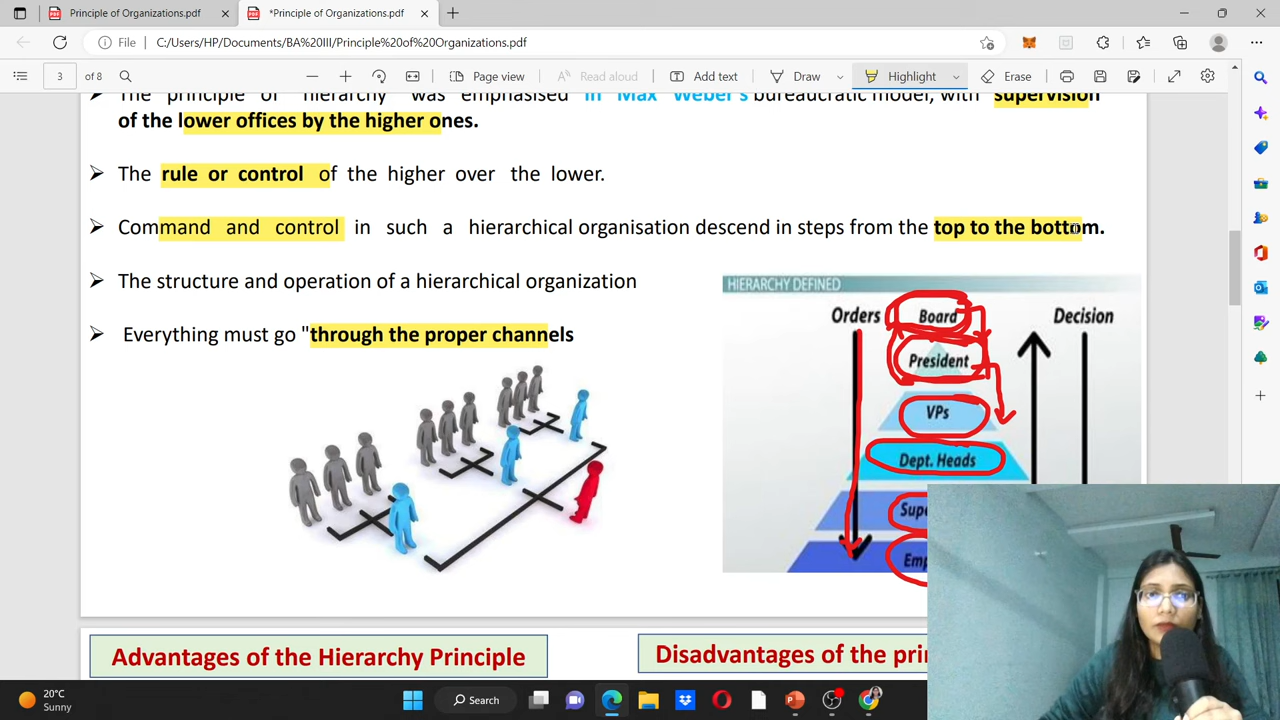 Principle of Organizations.pdf
*Principle of Organizations.pdf
File
C:/Users/HP/Documents/BA%20III/Principle%20of%20Organizations.pdf
3 of 8
Page view
Read aloud
Add text
Draw
Highlight
Erase
The principle of hierarchy was emphasised in Max Weber's bureaucratic model, with supervision
of the lower offices by the higher ones.
The rule or control of the higher over the lower.
Command and control in such a hierarchical organisation descend in steps from the top to the bottom.
The structure and operation of a hierarchical organization
Everything must go "through the proper channels
HIERARCHY DEFINED
Orders
Board
Decision
President
VPs
Dept. Heads
Advantages of the Hierarchy Principle
Disadvantages of the
20°C
Sunny
Search